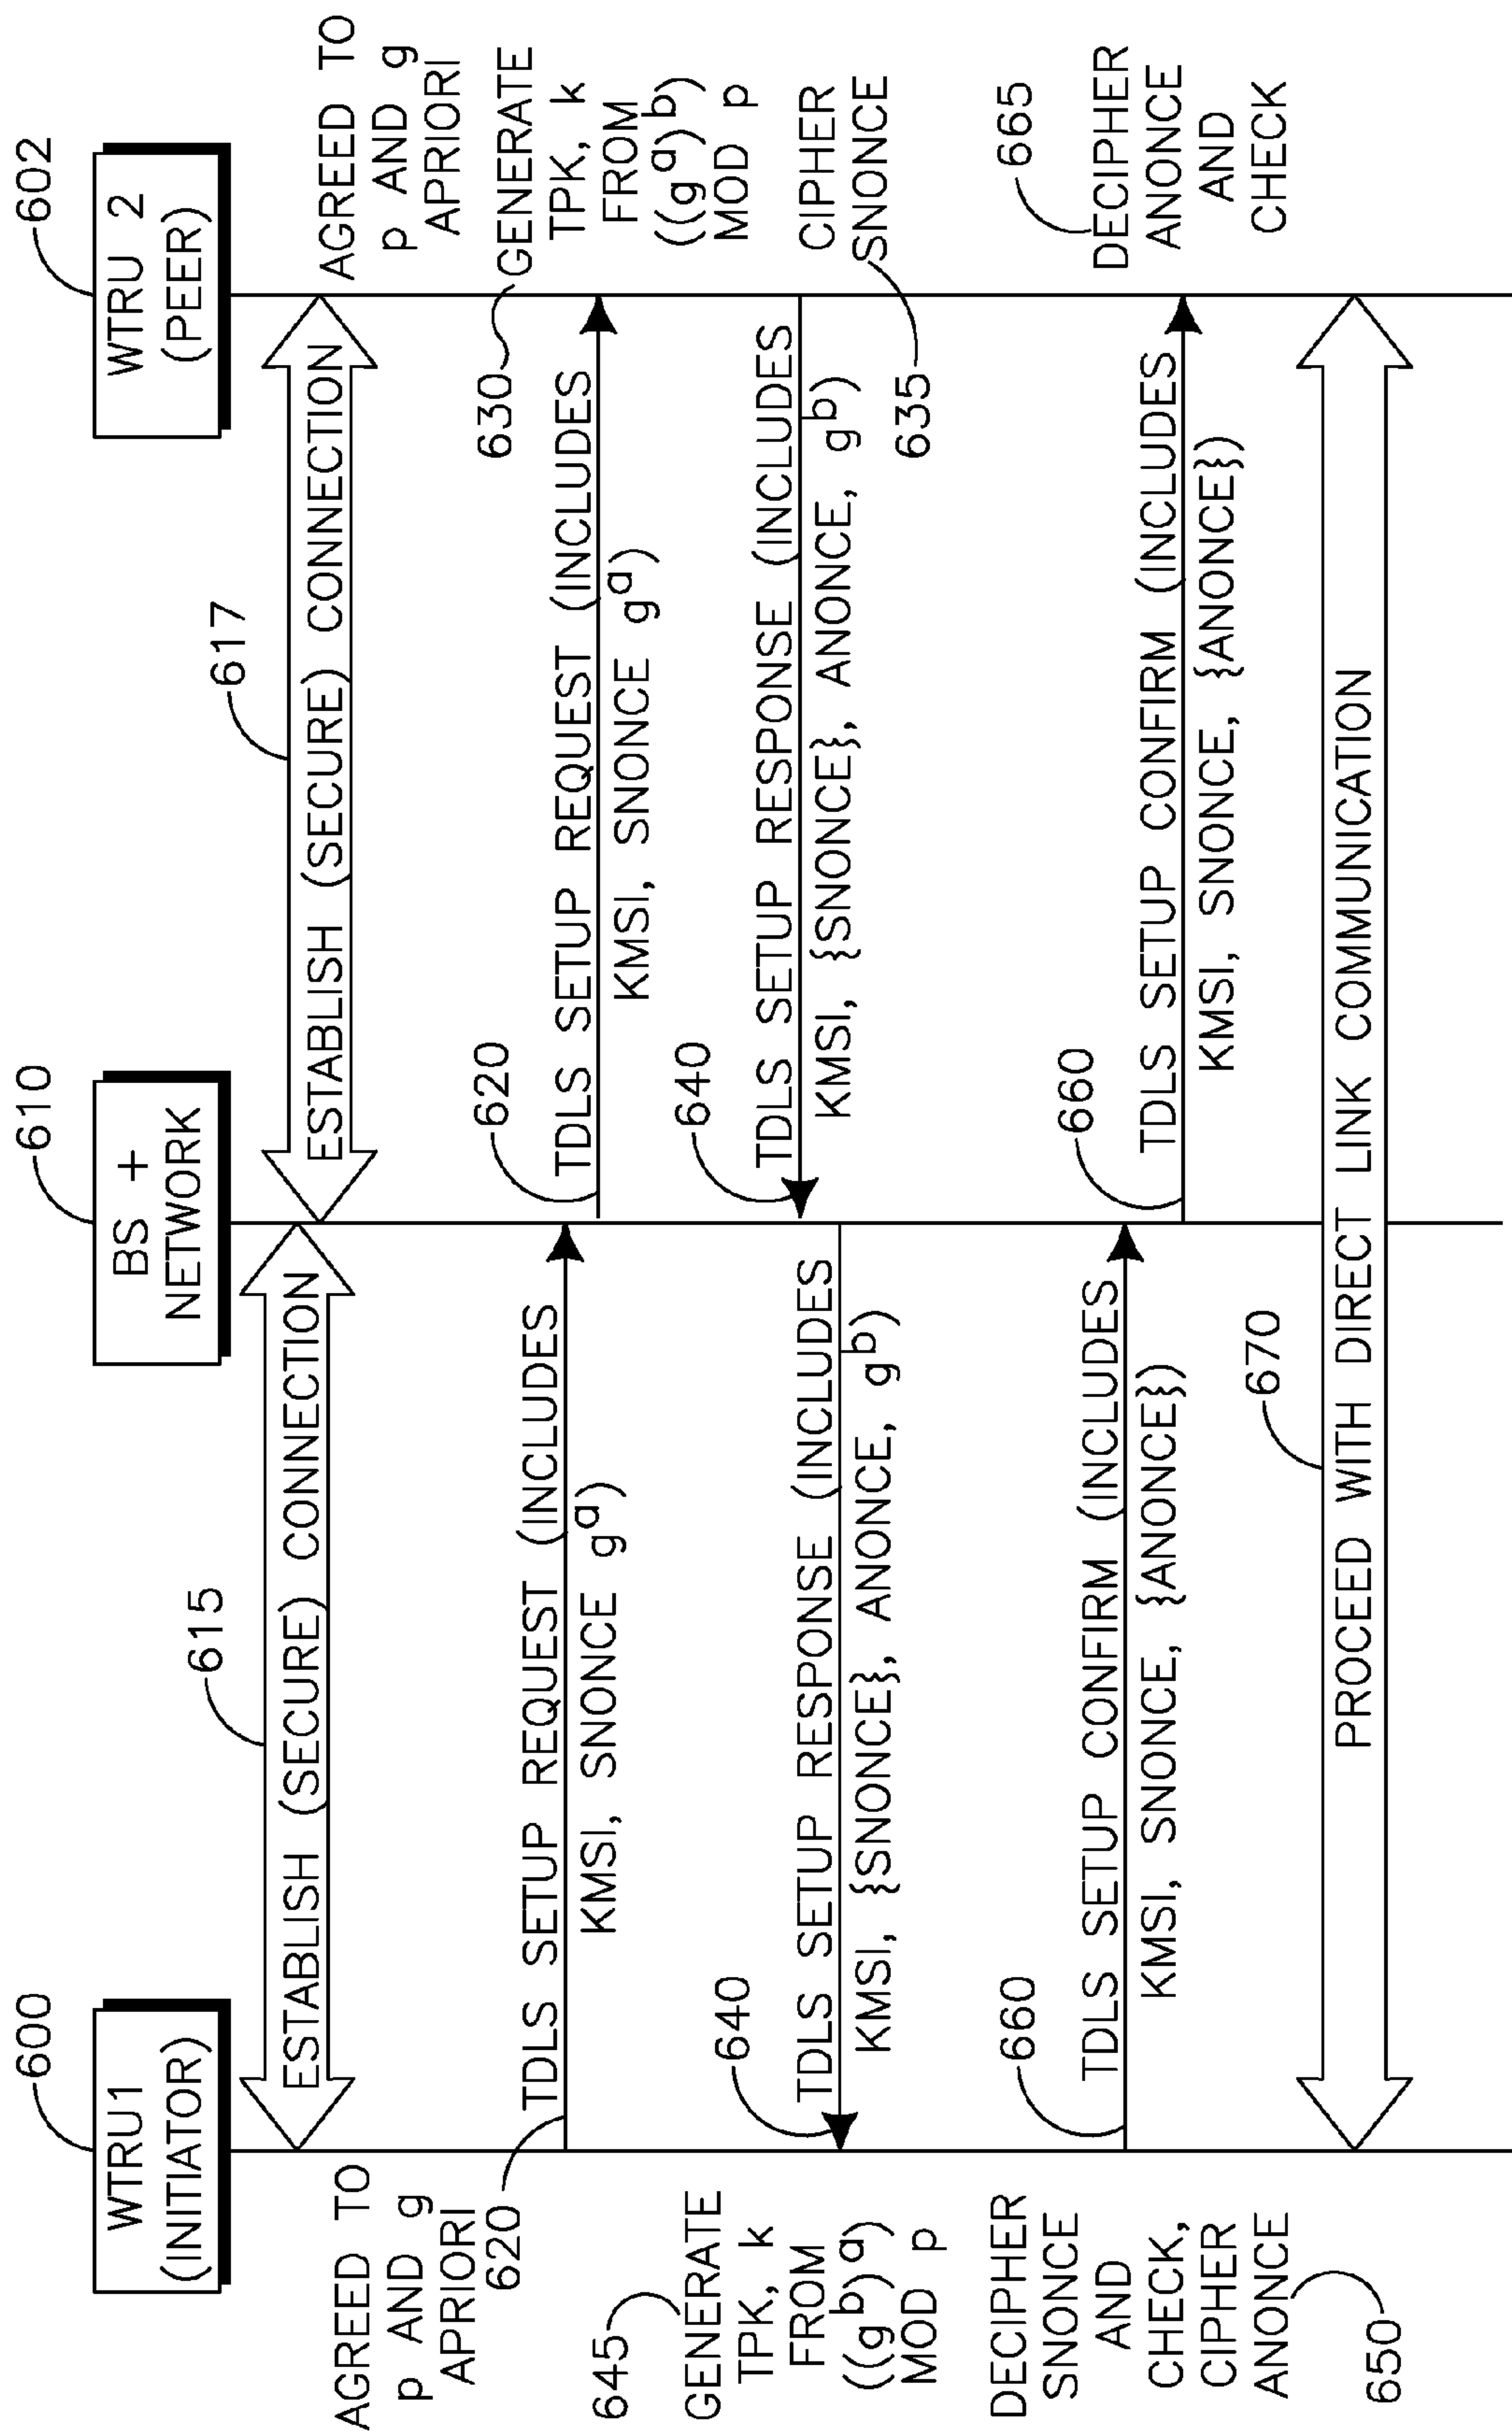 600
WTRU1
(INITIATOR)
610
BS +
NETWORK
602
WTRU 2
(PEER)
615
ESTABLISH (SECURE) CONNECTION
617
ESTABLISH (SECURE) CONNECTION
AGREED TO
p AND g
APRIORI
AGREED TO
p AND g
APRIORI
620
TDLS SETUP REQUEST (INCLUDES
KMSI, SNONCE g^a)
620
TDLS SETUP REQUEST (INCLUDES
KMSI, SNONCE g^a)
630
GENERATE
TPK, k
FROM
((g^a)^b)
MOD p
CIPHER
SNONCE
635
640
TDLS SETUP RESPONSE (INCLUDES
KMSI, {SNONCE}, ANONCE, g^b)
640
TDLS SETUP RESPONSE (INCLUDES
KMSI, {SNONCE}, ANONCE, g^b)
645
GENERATE
TPK, k
FROM
((g^b)^a)
MOD p
DECIPHER
SNONCE
AND
CHECK,
CIPHER
ANONCE
650
660
TDLS SETUP CONFIRM (INCLUDES
KMSI, SNONCE, {ANONCE})
660
TDLS SETUP CONFIRM (INCLUDES
KMSI, SNONCE, {ANONCE})
665
DECIPHER
ANONCE
AND
CHECK
670
PROCEED WITH DIRECT LINK COMMUNICATION